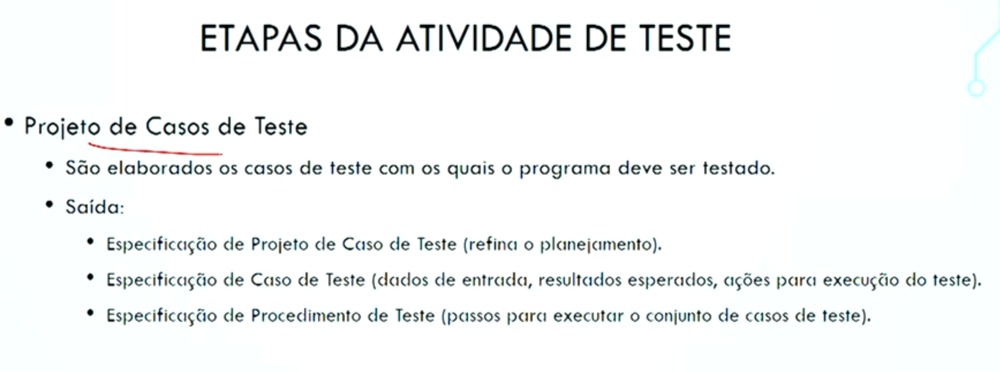 ETAPAS DA ATIVIDADE DE TESTE
• Projeto de Casos de Teste
• São elaborados os casos de teste com os quais o programa deve ser testado.
• Saída:
• Especificação de Projeto de Caso de Teste (refina o planejamento).
• Especificação de Caso de Teste (dados de entrada, resultados esperados, ações para execução do teste).
• Especificação de Procedimento de Teste (passos para executar o conjunto de casos de teste).